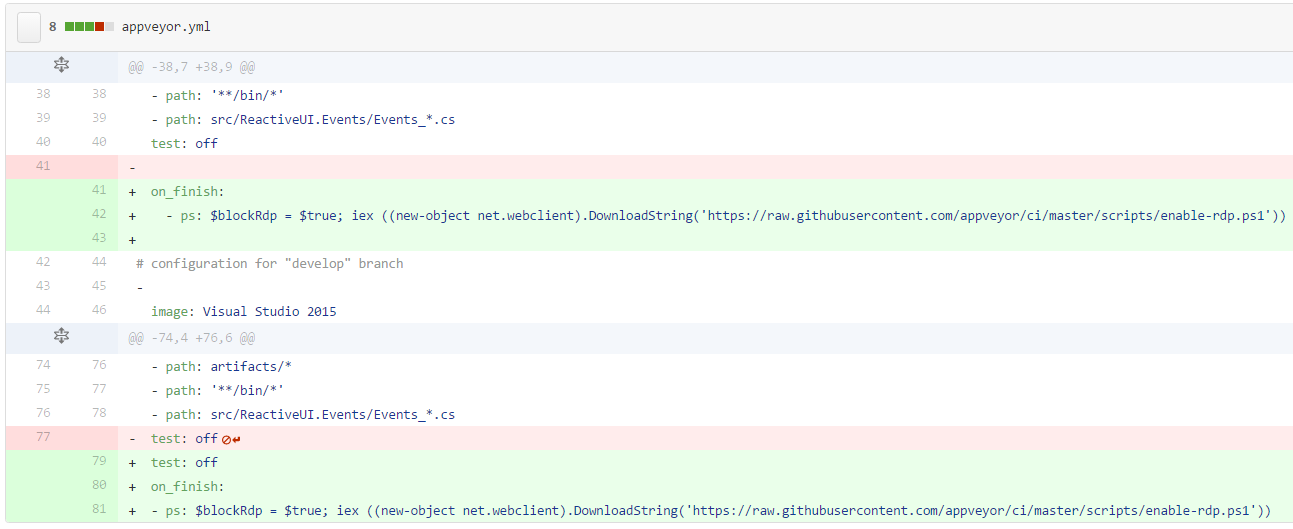 8 appveyor.yml
@@ -38,7 +38,9 @@
38 38 - path: '**/bin/*'
39 39 - path: src/ReactiveUI.Events/Events_*.cs
40 40 test: off
41 -
41 + on_finish:
42 + - ps: $blockRdp = $true; iex ((new-object net.webclient).DownloadString('https://raw.githubusercontent.com/appveyor/ci/master/scripts/enable-rdp.ps1'))
43 +
42 44 # configuration for "develop" branch
43 45 -
44 46 image: Visual Studio 2015
@@ -74,4 +76,6 @@
74 76 - path: artifacts/*
75 77 - path: '**/bin/*'
76 78 - path: src/ReactiveUI.Events/Events_*.cs
77 - test: off
79 + test: off
80 + on_finish:
81 + - ps: $blockRdp = $true; iex ((new-object net.webclient).DownloadString('https://raw.githubusercontent.com/appveyor/ci/master/scripts/enable-rdp.ps1'))